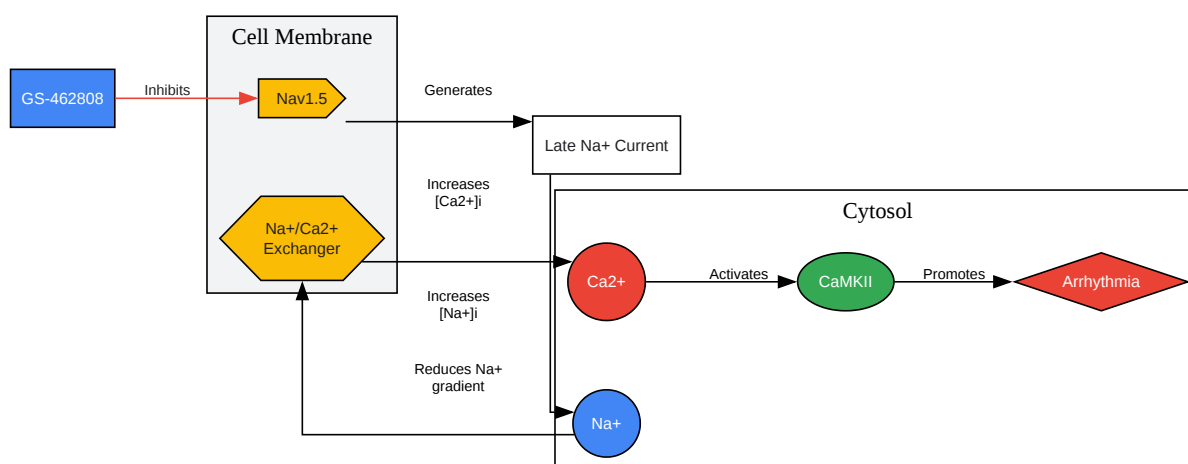 Cell Membrane
GS-462808
Inhibits
Nav1.5
Generates
Late Na+ Current
Increases
[Ca2+]i
Na+/Ca2+
Exchanger
Cytosol
Ca2+
Activates
CaMKII
Promotes
Arrhythmia
Increases
[Na+]i
Reduces Na+
gradient
Na+